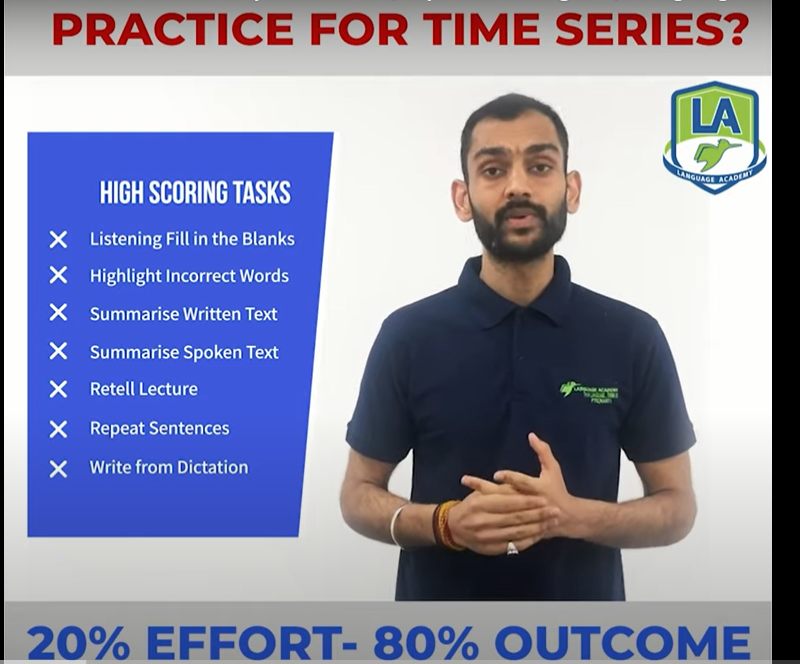 PRACTICE FOR TIME SERIES?
LA
LANGUAGE ACADEMY
HIGH SCORING TASKS
Listening Fill in the Blanks
Highlight Incorrect Words
Summarise Written Text
Summarise Spoken Text
Retell Lecture
Repeat Sentences
Write from Dictation
LANGUAGE ACADEMY
20% EFFORT- 80% OUTCOME